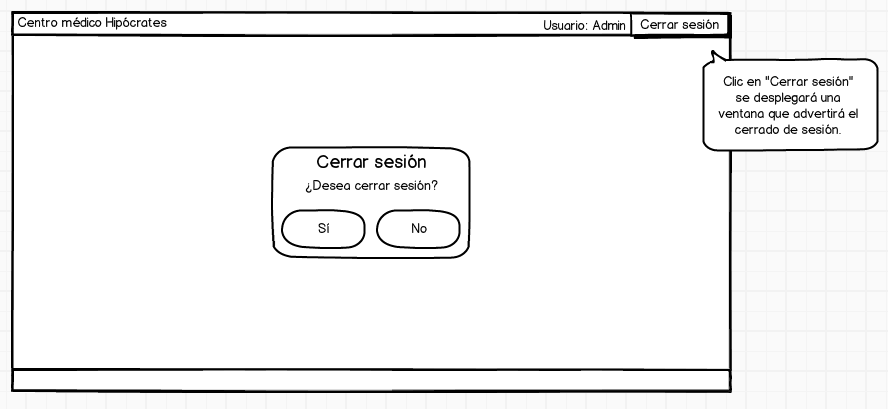 Centro médico Hipócrates
Usuario: Admin
Cerrar sesión
Clic en "Cerrar sesión"
se desplegará una
ventana que advertirá el
cerrado de sesión.
Cerrar sesión
¿Desea cerrar sesión?
Sí
No